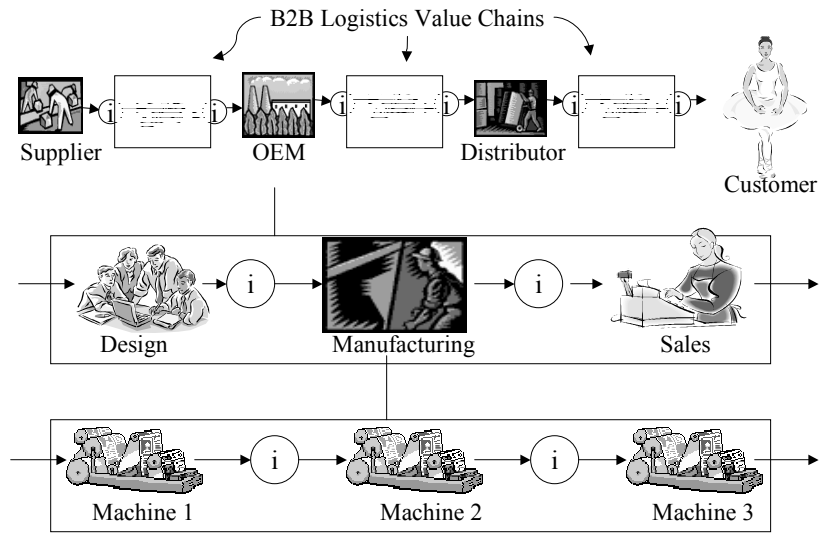 B2B Logistics Value Chains
i i i i i i
Supplier OEM Distributor
Customer
i i
Design Manufacturing Sales
i i
Machine 1 Machine 2 Machine 3